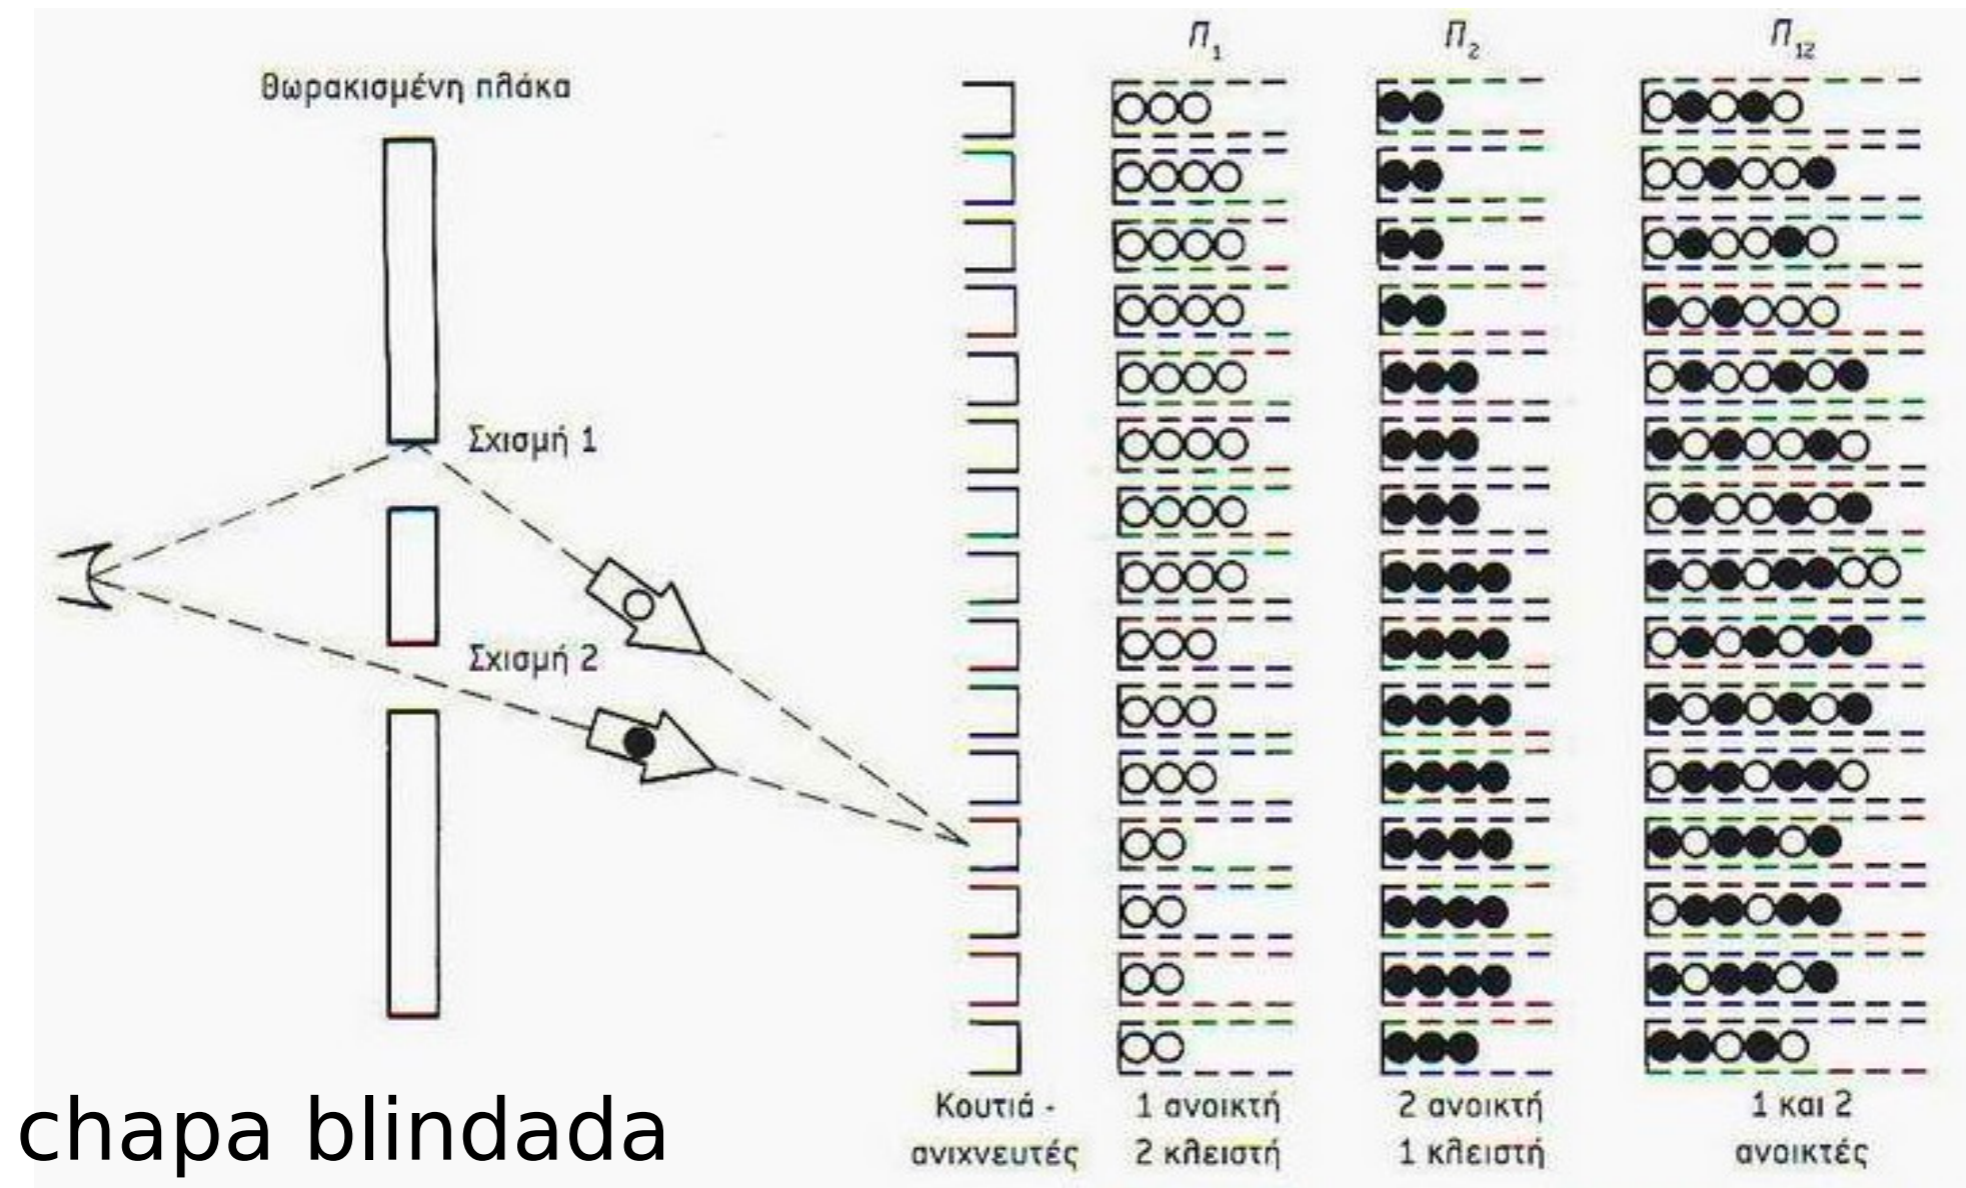 Π₁
Π₂
Π₁₂
Θωρακισμένη πλάκα
Σχισμή 1
Σχισμή 2
Κουτιά -
ανιχνευτές
1 ανοικτή
2 κλειστή
2 ανοικτή
1 κλειστή
1 και 2
ανοικτές
chapa blindada